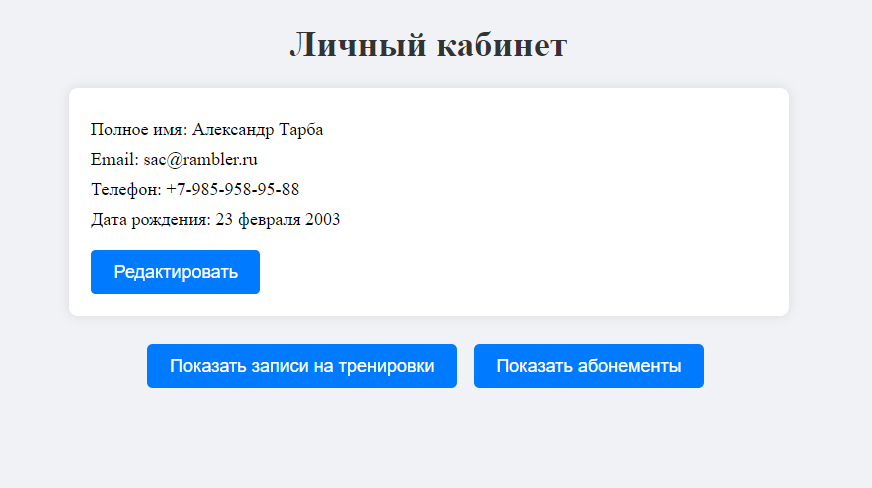 Личный кабинет
Полное имя: Александр Тарба
Email: sac@rambler.ru
Телефон: +7-985-958-95-88
Дата рождения: 23 февраля 2003
Редактировать
Показать записи на тренировки Показать абонементы